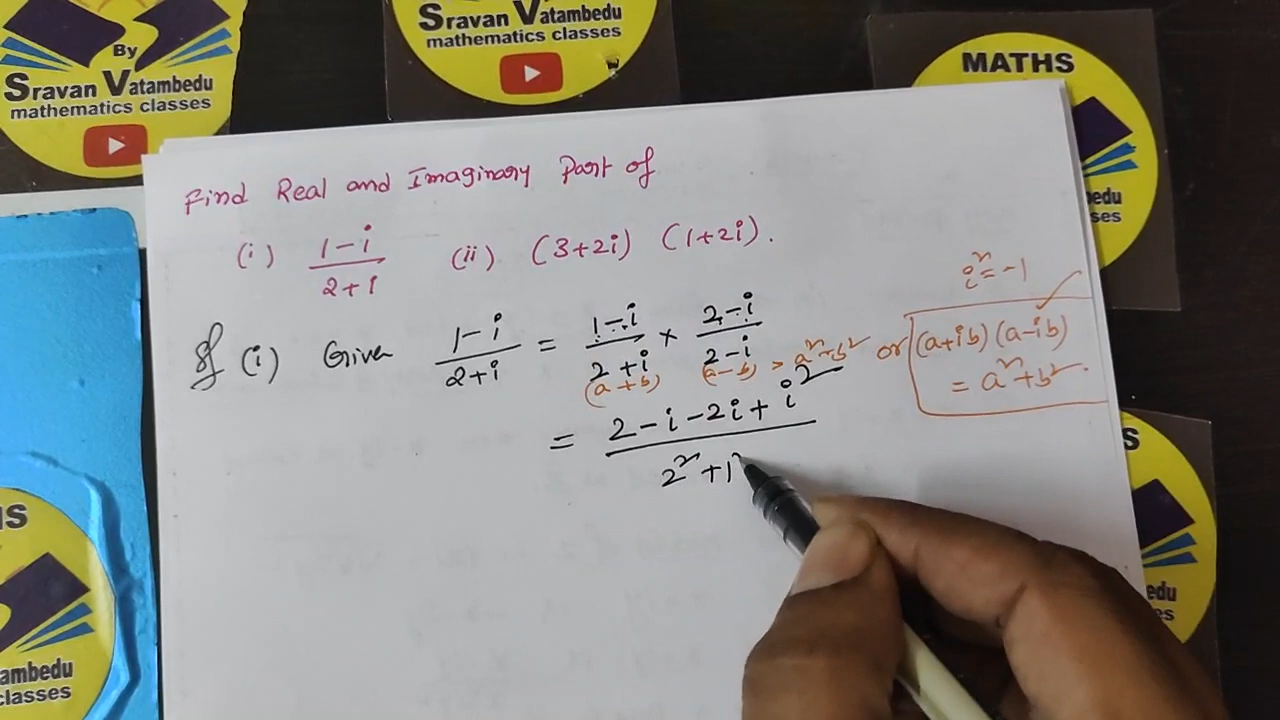 By
Sravan Vatambedu
mathematics classes
Sravan Vatambedu
mathematics classes
MATHS
Find Real and Imaginary Part of
(i) 1-i / 2+i (ii) (3+2i) (1+2i).
i² = -1
(i) Given 1-i / 2+i = 1-i / 2+i × 2-i / 2-i
(a+b) (a-b) > a²+b² or (a+ib) (a-ib)
= a²+b².
= 2-i-2i+i² / 2²+1²